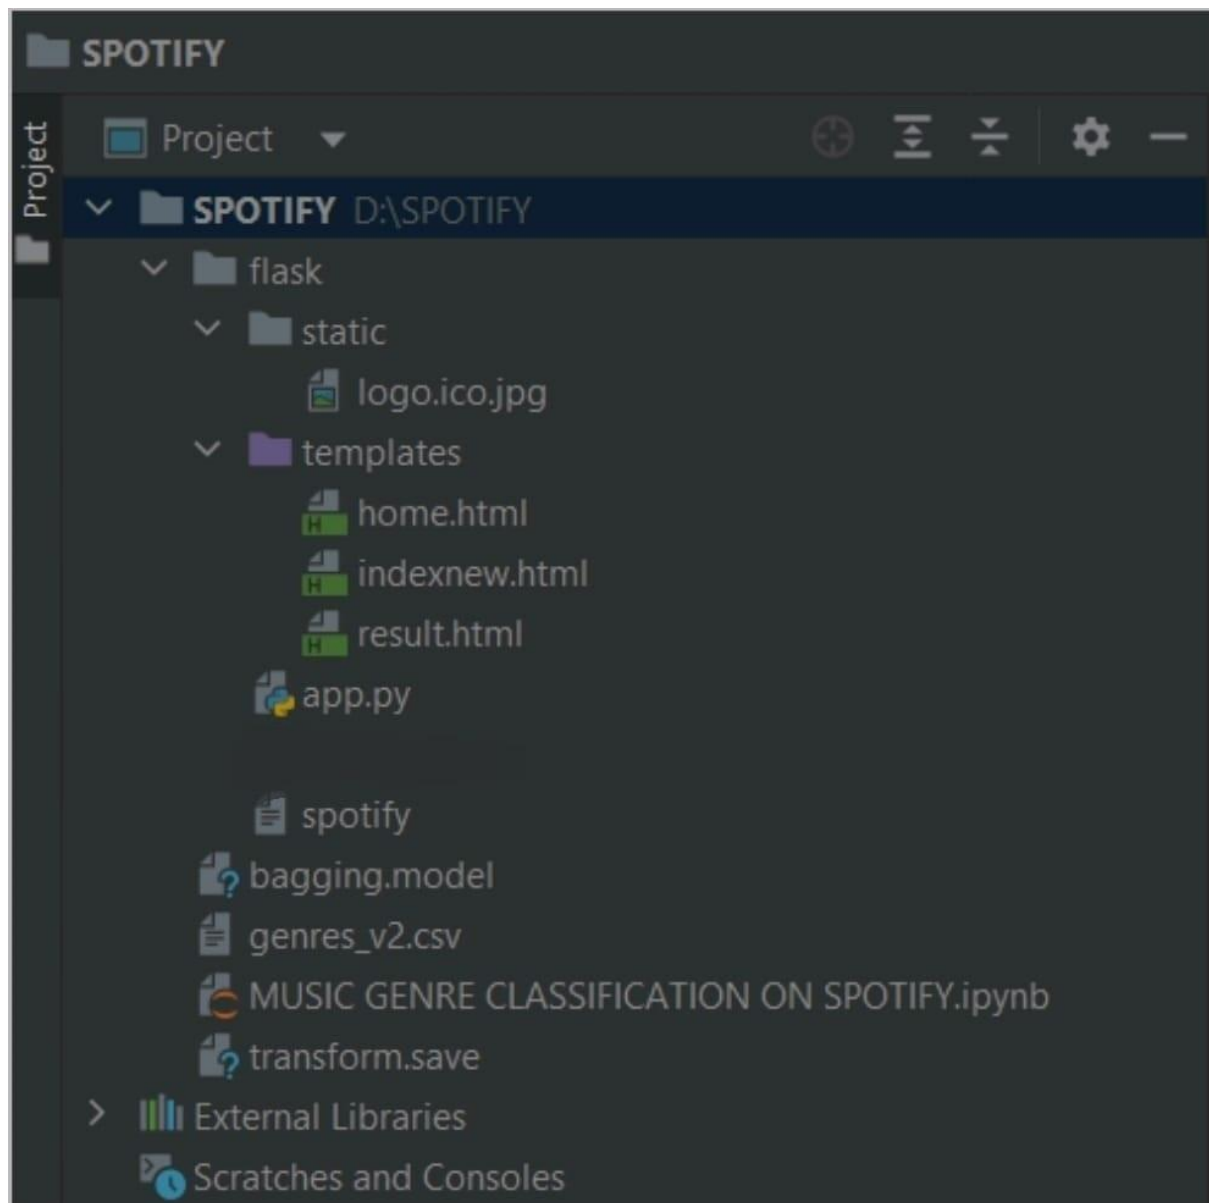 SPOTIFY
Project
Project
SPOTIFY D:\SPOTIFY
flask
static
logo.ico.jpg
templates
home.html
indexnew.html
result.html
app.py
spotify
bagging.model
genres_v2.csv
MUSIC GENRE CLASSIFICATION ON SPOTIFY.ipynb
transform.save
External Libraries
Scratches and Consoles